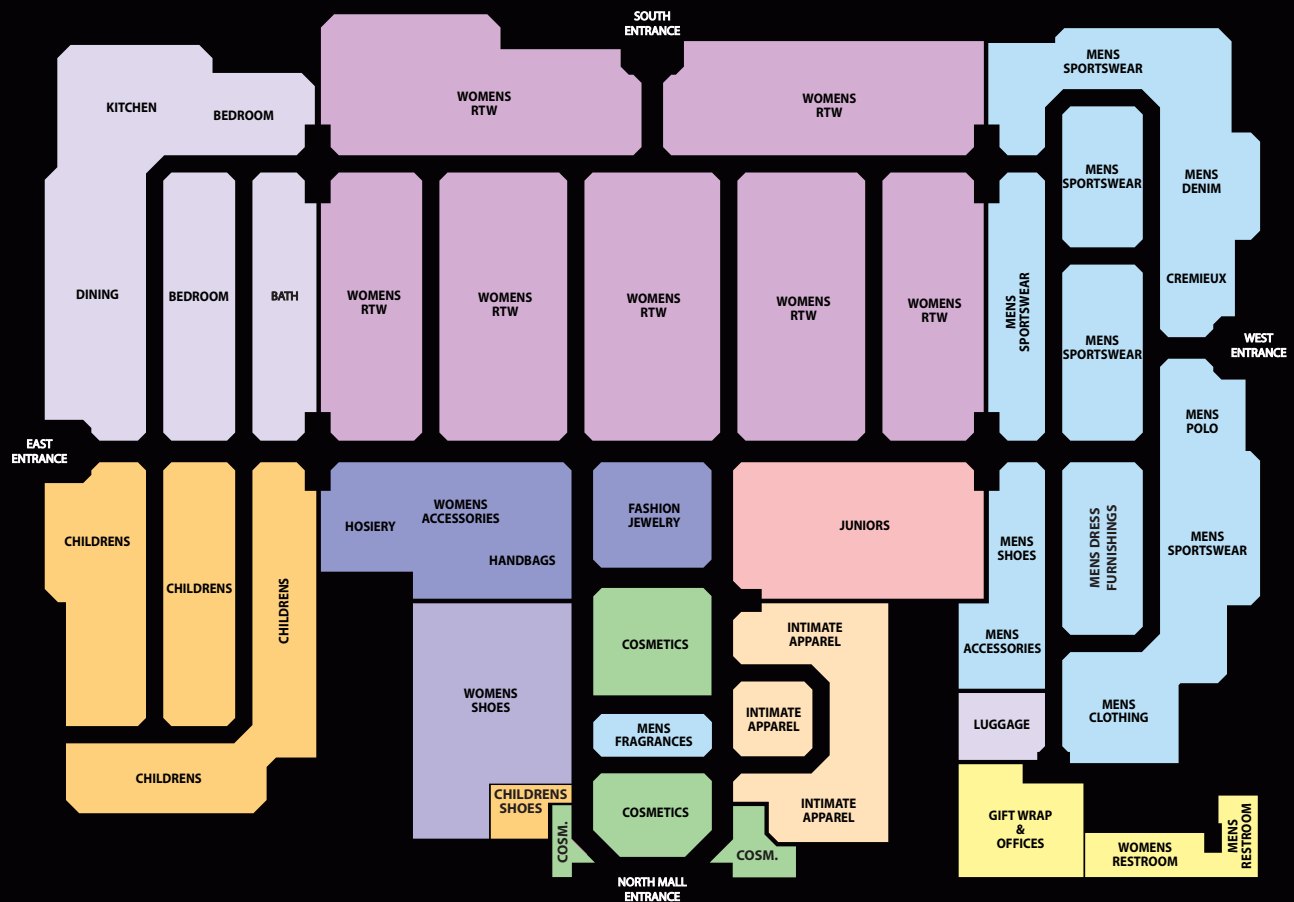 SOUTH
ENTRANCE
MENS
SPORTSWEAR
KITCHEN
BEDROOM
WOMENS
RTW
WOMENS
RTW
MENS
SPORTSWEAR
MENS
DENIM
DINING
BEDROOM
BATH
WOMENS
RTW
WOMENS
RTW
WOMENS
RTW
WOMENS
RTW
WOMENS
RTW
MENS
SPORTSWEAR
MENS
SPORTSWEAR
CREMIEUX
WEST
ENTRANCE
MENS
POLO
EAST
ENTRANCE
CHILDRENS
CHILDRENS
CHILDRENS
HOSIERY
WOMENS
ACCESSORIES
HANDBAGS
FASHION
JEWELRY
JUNIORS
MENS
SHOES
MENS DRESS
FURNISHINGS
MENS
SPORTSWEAR
COSMETICS
INTIMATE
APPAREL
MENS
ACCESSORIES
WOMENS
SHOES
MENS
FRAGRANCES
INTIMATE
APPAREL
LUGGAGE
MENS
CLOTHING
CHILDRENS
CHILDRENS
SHOES
COSMETICS
INTIMATE
APPAREL
GIFT WRAP
&
OFFICES
COSM.
COSM.
WOMENS
RESTROOM
MENS
RESTROOM
NORTH MALL
ENTRANCE